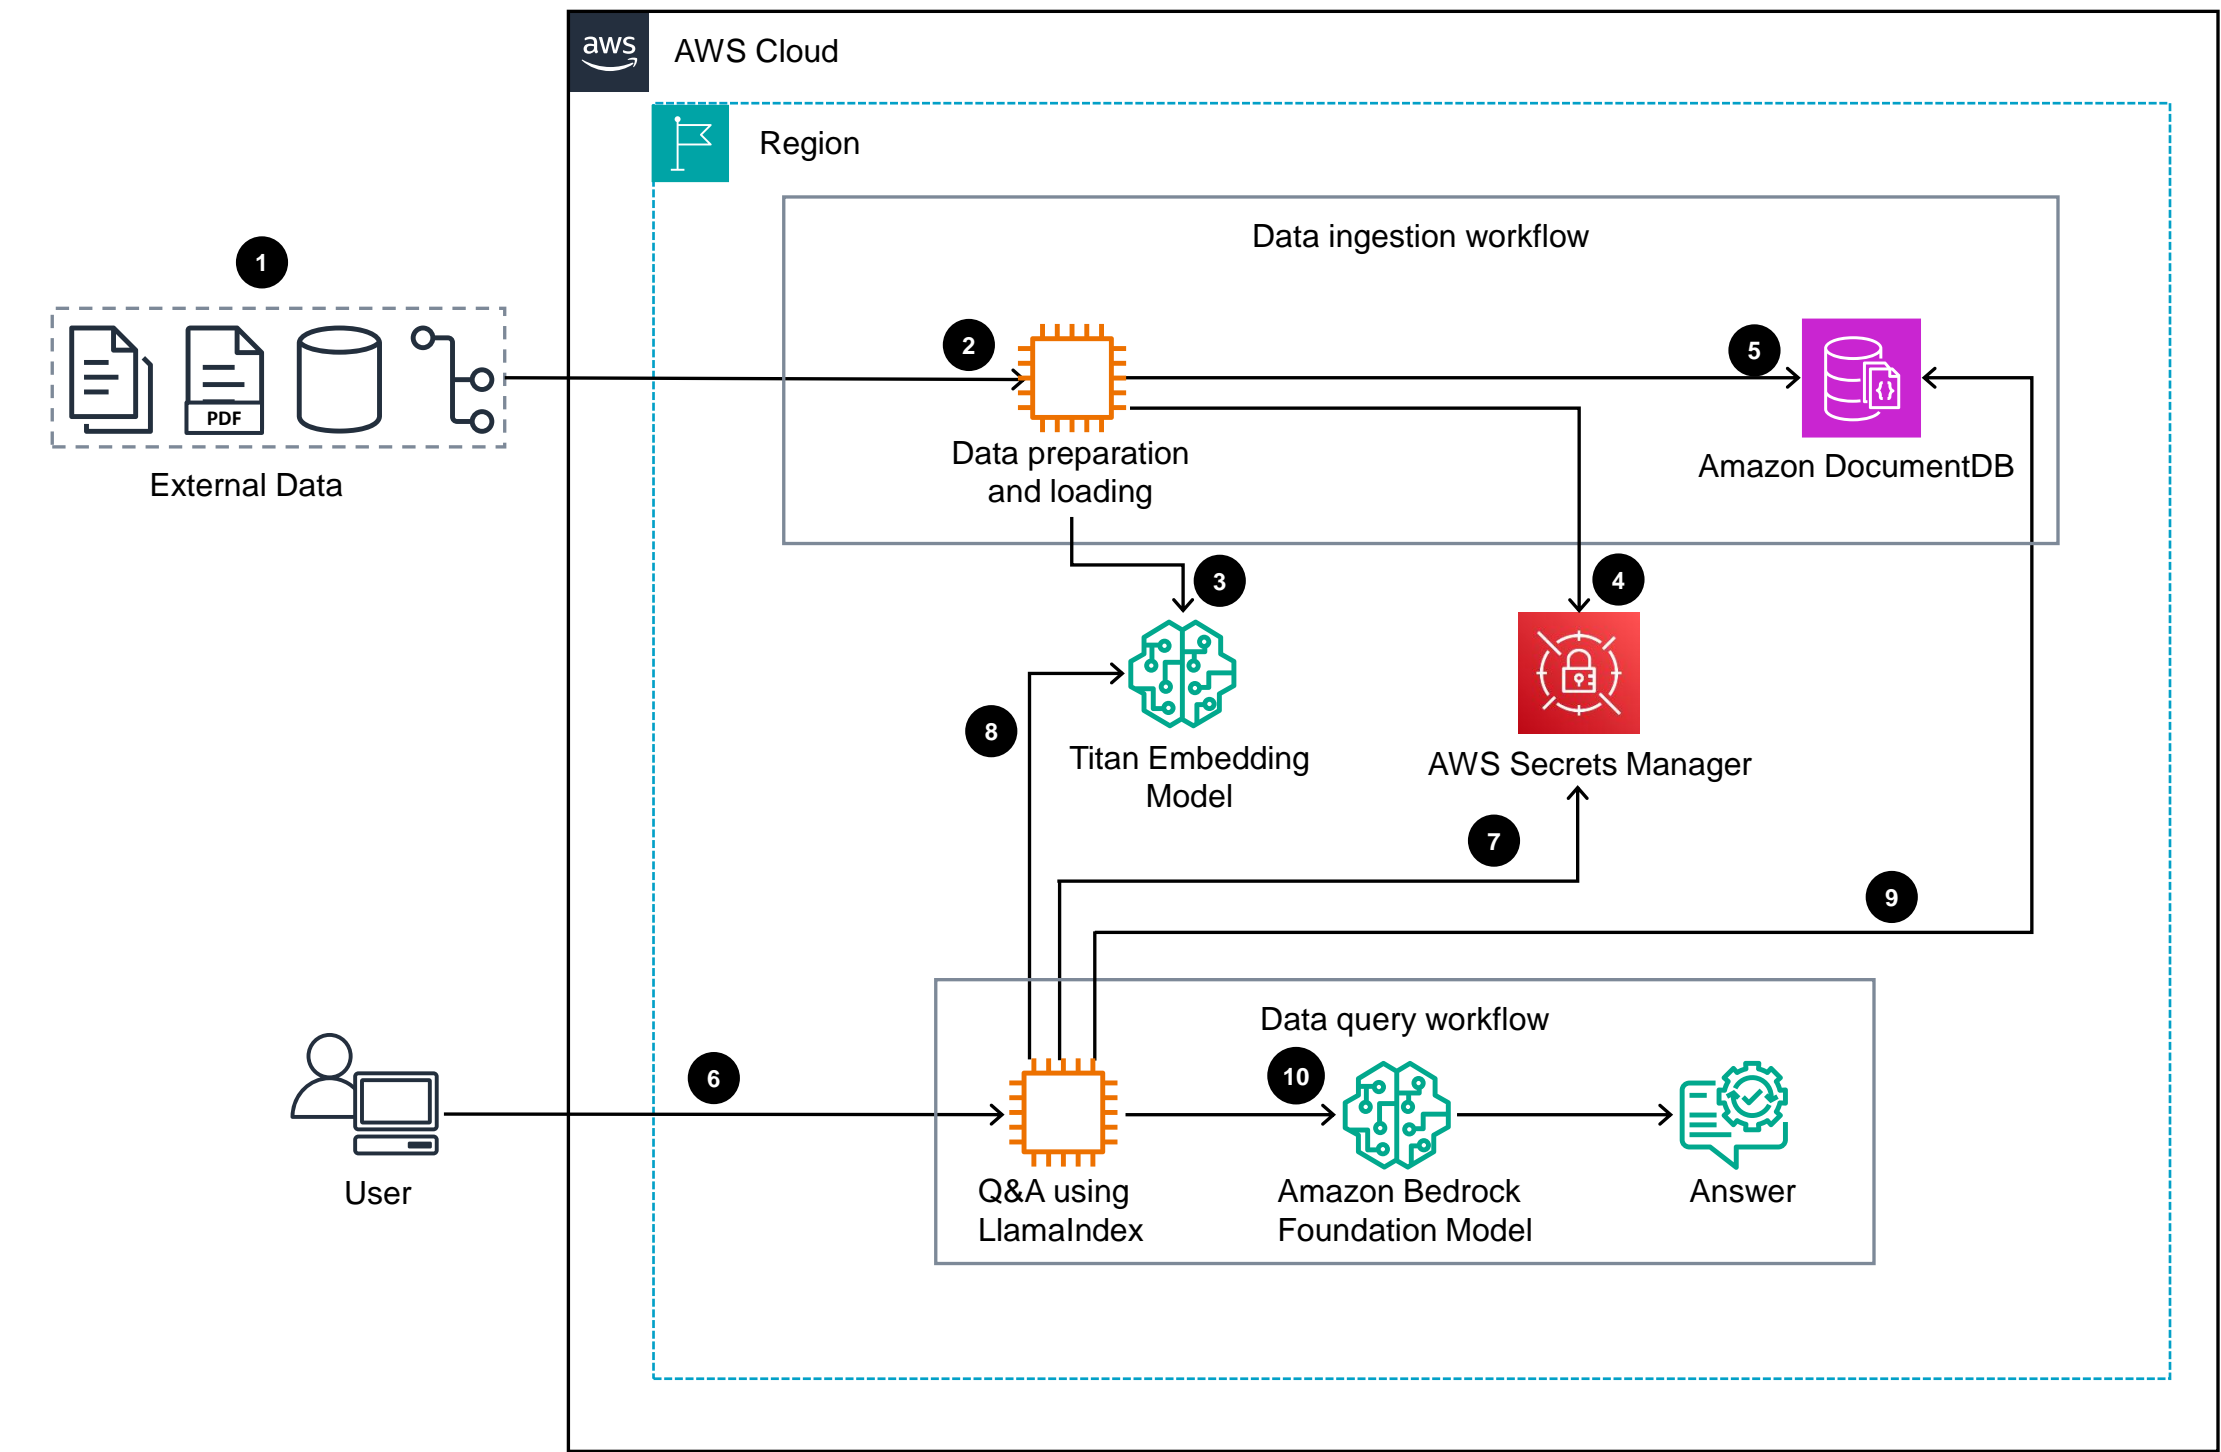 aws
AWS Cloud
Region
Data ingestion workflow
1
2
5
PDF
{}
External Data
Data preparation
and loading
Amazon DocumentDB
3
4
8
Titan Embedding
Model
AWS Secrets Manager
7
9
Data query workflow
6
10
User
Q&A using
LlamaIndex
Amazon Bedrock
Foundation Model
Answer